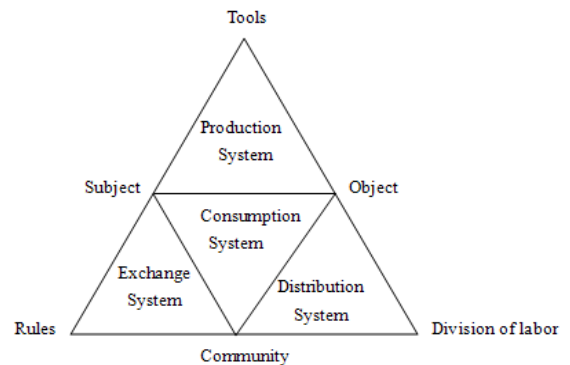 Tools
Production
System
Subject
Object
Consumption
System
Exchange
System
Distribution
System
Rules
Division of labor
Community